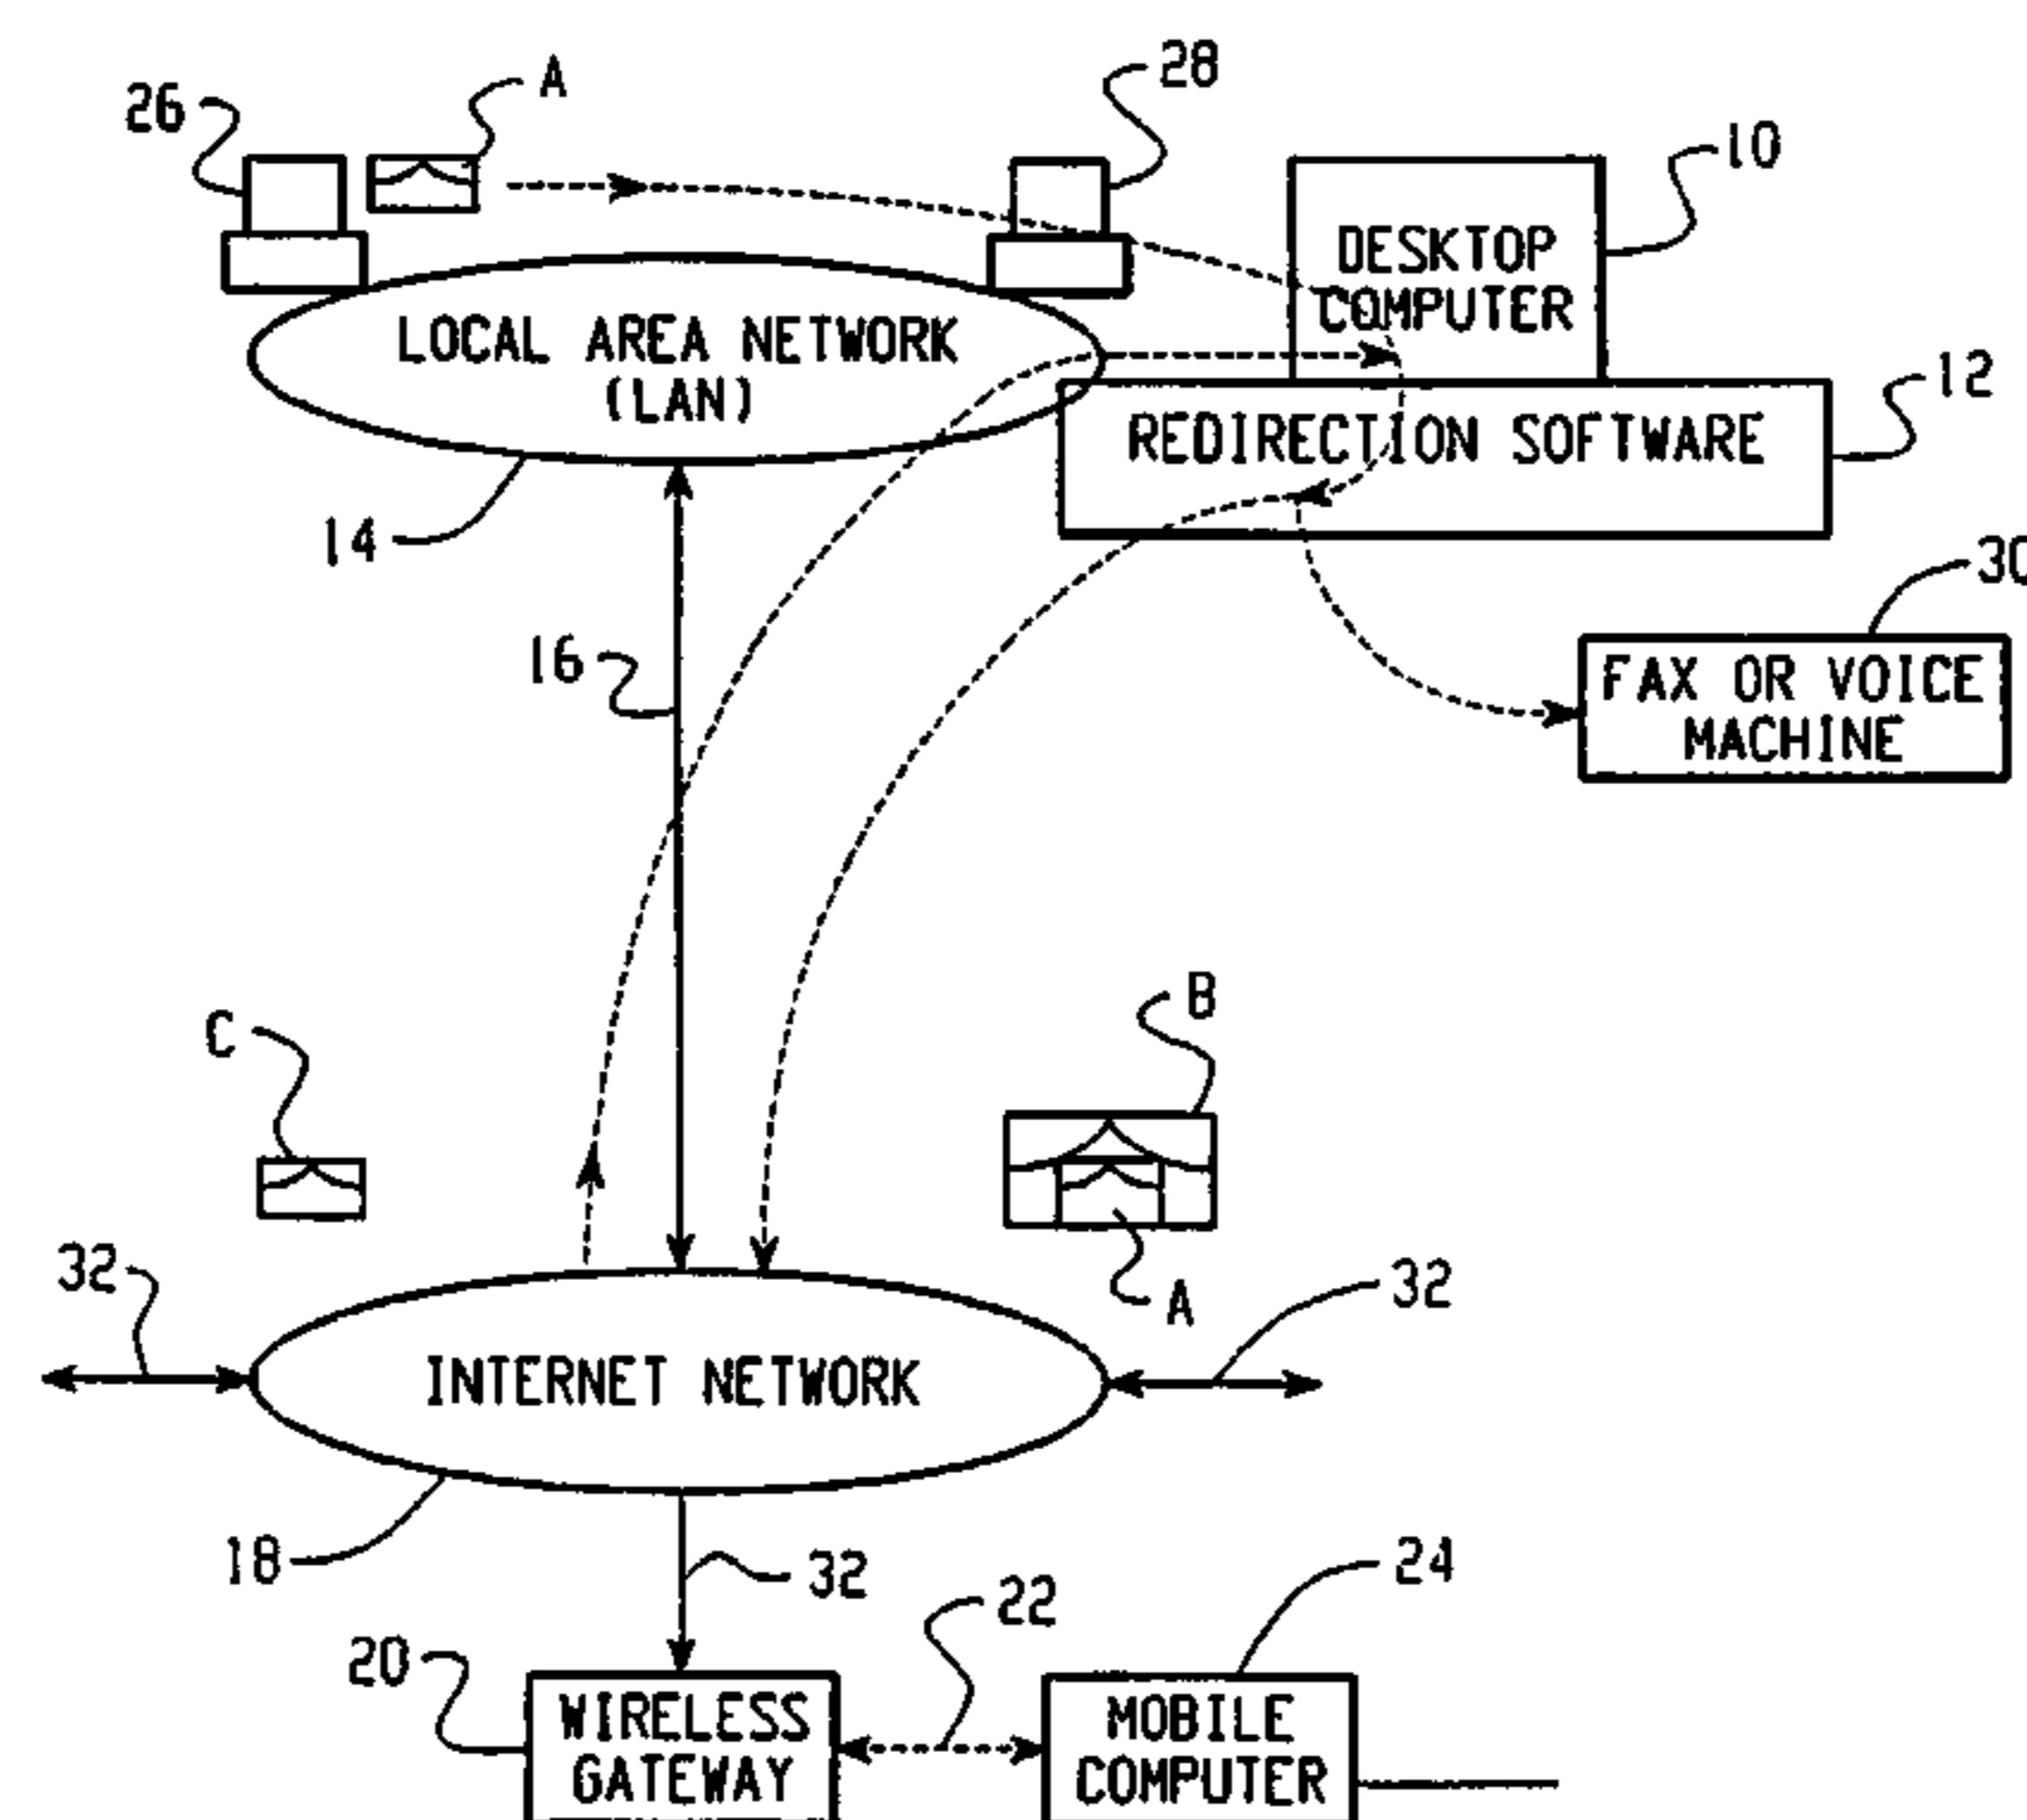 26
A
28
10
DESKTOP
COMPUTER
LOCAL AREA NETWORK
(LAN)
12
REDIRECTION SOFTWARE
14
30
16
FAX OR VOICE
MACHINE
B
C
32
A
32
INTERNET NETWORK
18
32
24
22
20
WIRELESS
GATEWAY
MOBILE
COMPUTER